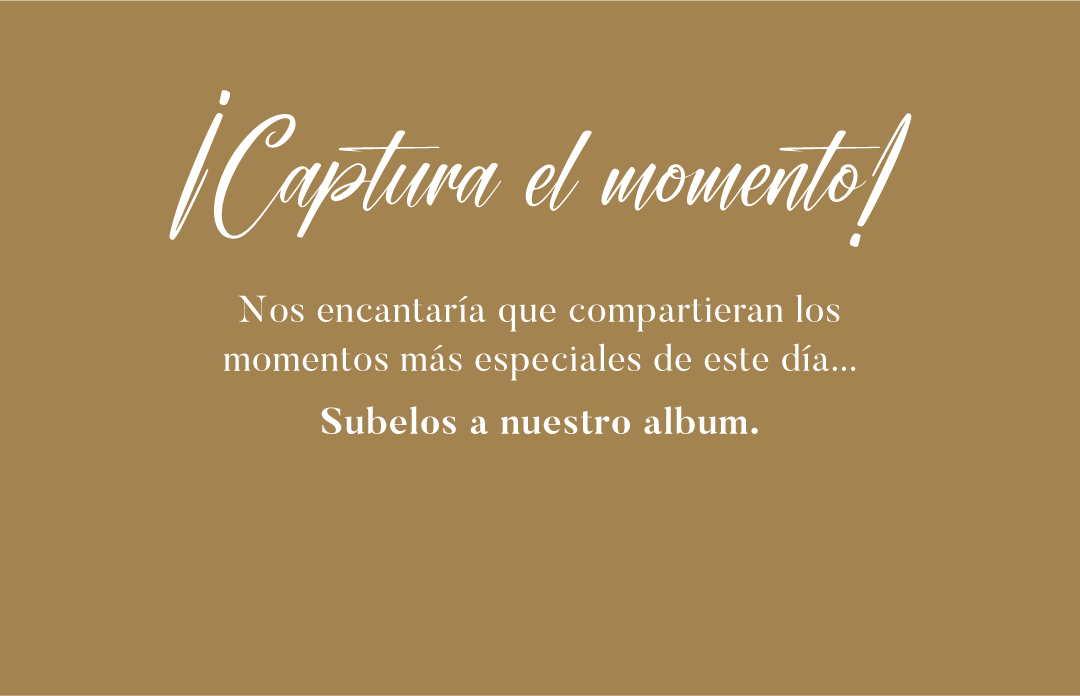 ¡Captura el momento!
Nos encantaría que compartieran los
momentos más especiales de este día...
Subelos a nuestro album.